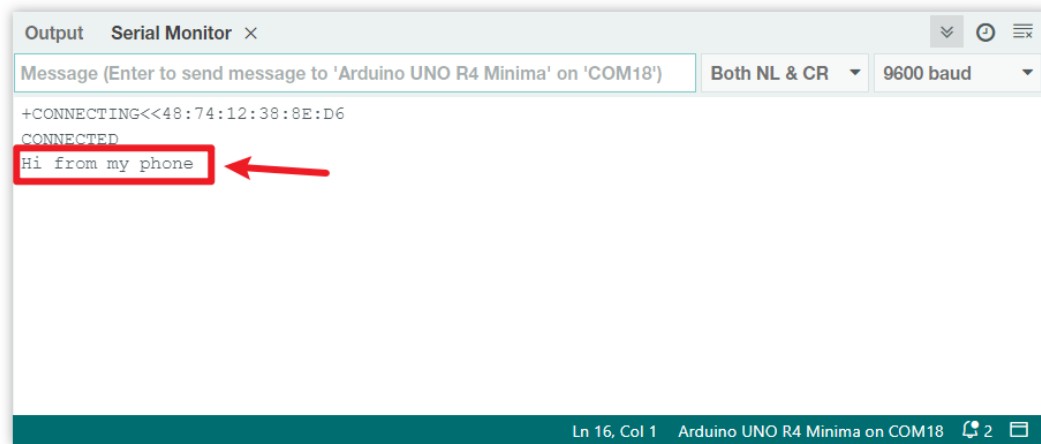 Output Serial Monitor ×
Message (Enter to send message to 'Arduino UNO R4 Minima' on 'COM18') Both NL & CR 9600 baud
+CONNECTING<<48:74:12:38:8E:D6
CONNECTED
Hi from my phone
Ln 16, Col 1 Arduino UNO R4 Minima on COM18 2